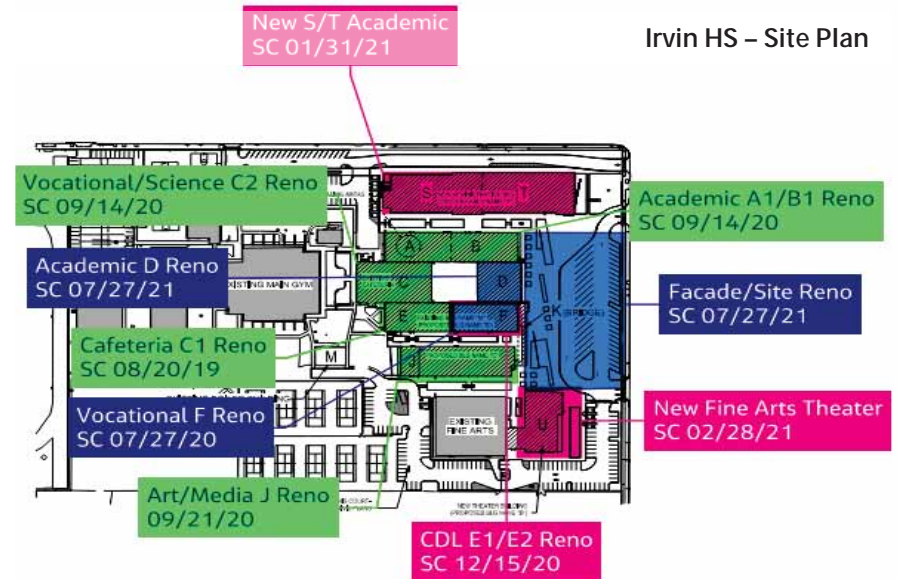 New S/T Academic
SC 01/31/21
Irvin HS – Site Plan
Vocational/Science C2 Reno
SC 09/14/20
Academic A1/B1 Reno
SC 09/14/20
S
T
A
B
Academic D Reno
SC 07/27/21
EXISTING MAIN GYM
C
D
Facade/Site Reno
SC 07/27/21
E
F
K (BRIDGE)
Cafeteria C1 Reno
SC 08/20/19
M
J
Vocational F Reno
SC 07/27/20
EXISTING
FINE ARTS
U
New Fine Arts Theater
SC 02/28/21
Art/Media J Reno
09/21/20
NEW THEATER BUILDING
CDL E1/E2 Reno
SC 12/15/20